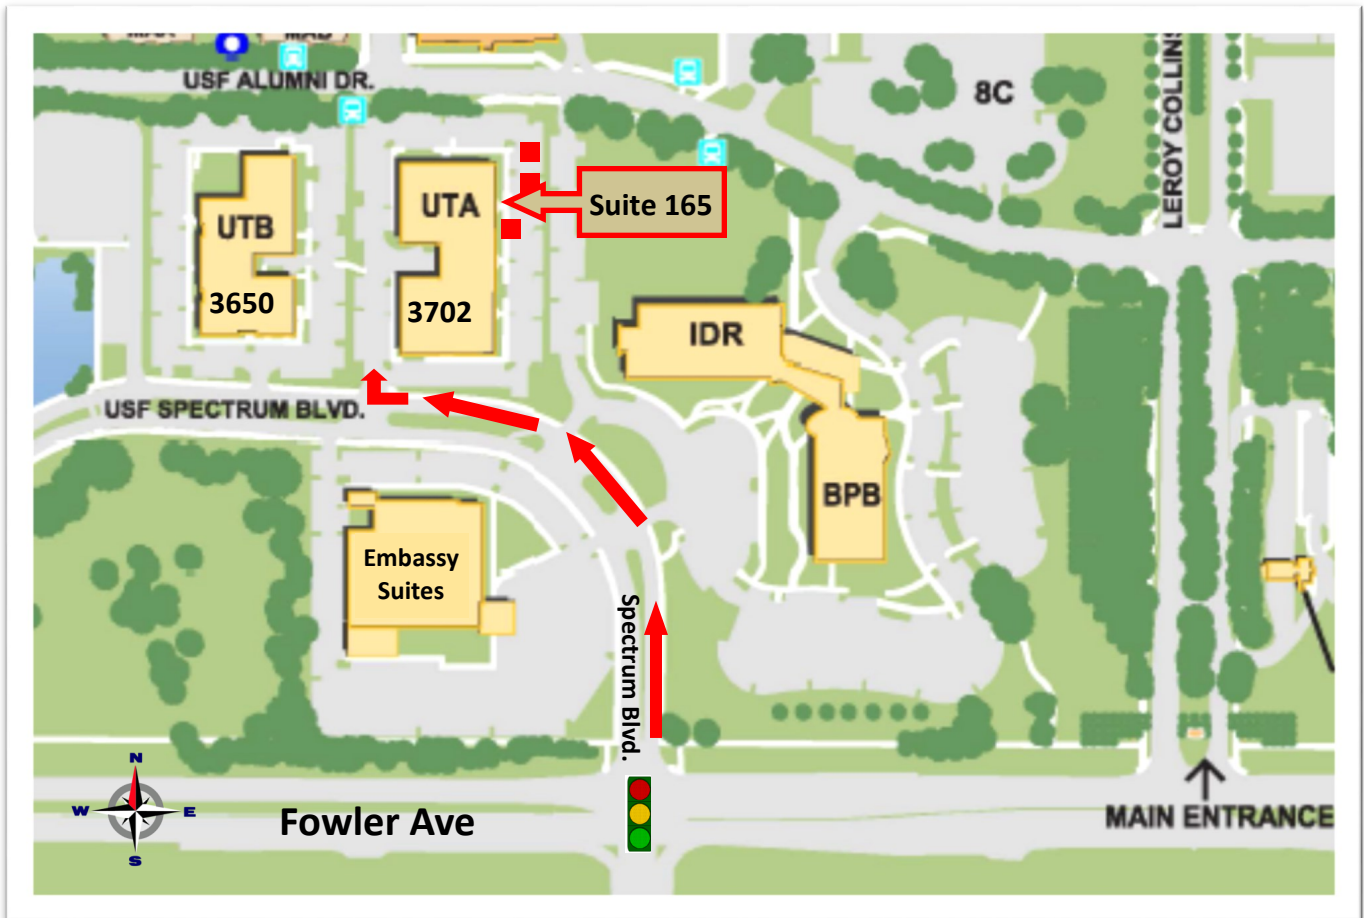 USF ALUMNI DR.
8C
LEROY COLLINS
UTB
3650
UTA
3702
Suite 165
IDR
BPB
USF SPECTRUM BLVD.
Embassy
Suites
Spectrum Blvd.
N
W
E
S
Fowler Ave
MAIN ENTRANCE